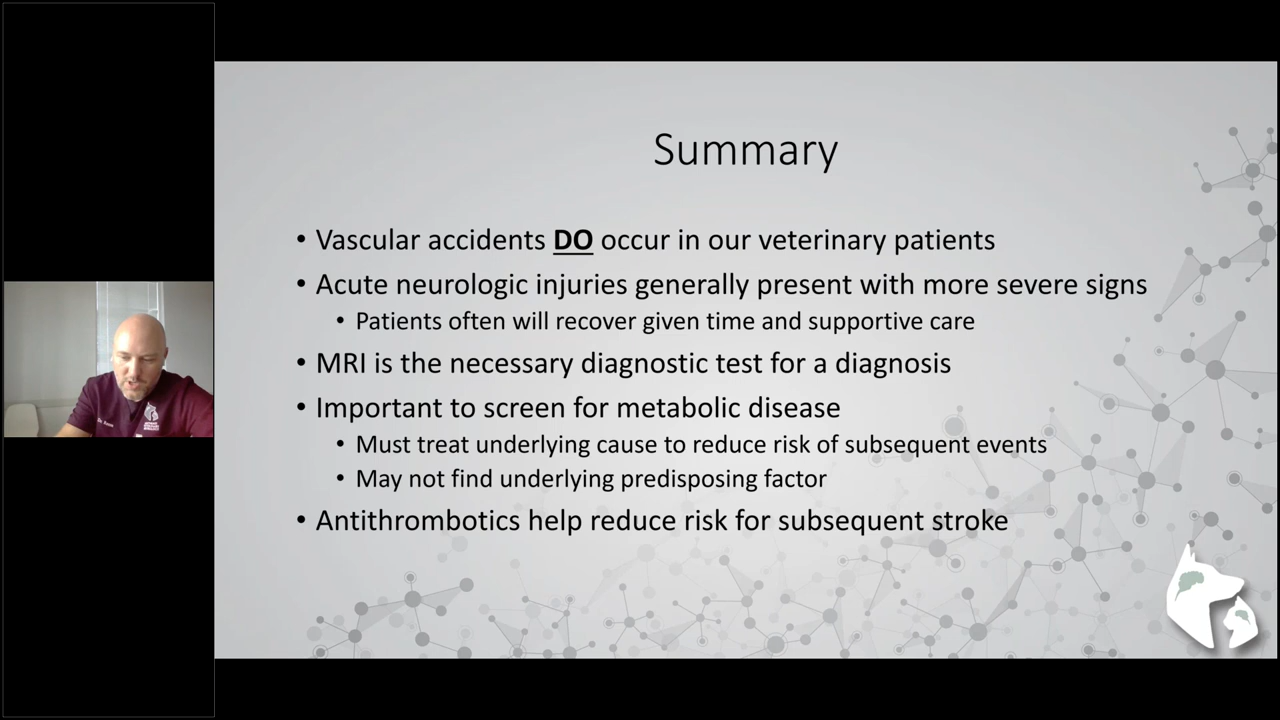 Summary
• Vascular accidents DO occur in our veterinary patients
• Acute neurologic injuries generally present with more severe signs
• Patients often will recover given time and supportive care
• MRI is the necessary diagnostic test for a diagnosis
• Important to screen for metabolic disease
• Must treat underlying cause to reduce risk of subsequent events
• May not find underlying predisposing factor
• Antithrombotics help reduce risk for subsequent stroke